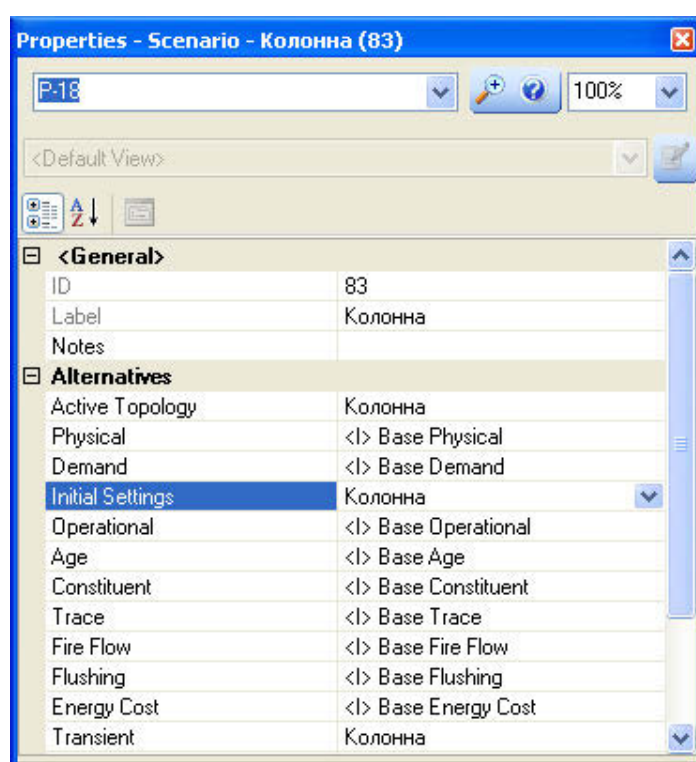 Properties - Scenario - Колонна (83)
P-18 100%
<Default View>
<General>
ID 83
Label Колонна
Notes
Alternatives
Active Topology Колонна
Physical <I> Base Physical
Demand <I> Base Demand
Initial Settings Колонна
Operational <I> Base Operational
Age <I> Base Age
Constituent <I> Base Constituent
Trace <I> Base Trace
Fire Flow <I> Base Fire Flow
Flushing <I> Base Flushing
Energy Cost <I> Base Energy Cost
Transient Колонна